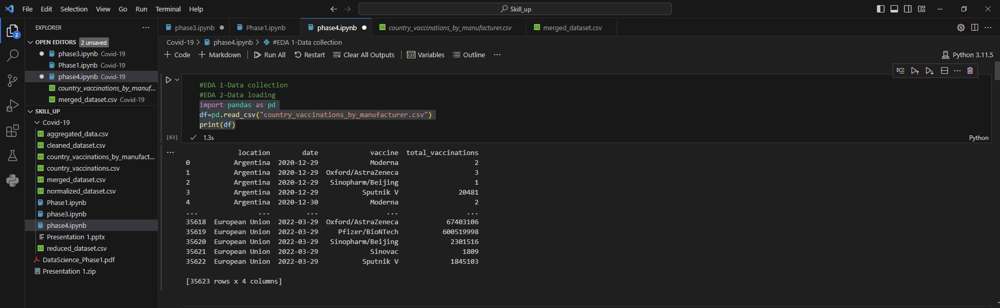 File Edit Selection View Go Run Terminal Help
Skill_up
EXPLORER
phase3.ipynb
Phase1.ipynb
phase4.ipynb
country_vaccinations_by_manufacturer.csv
merged_dataset.csv
OPEN EDITORS 2 unsaved
phase3.ipynb Covid-19
Phase1.ipynb Covid-19
phase4.ipynb Covid-19
country_vaccinations_by_manuf...
merged_dataset.csv Covid-19
SKILL_UP
Covid-19
aggregated_data.csv
cleaned_dataset.csv
country_vaccinations_by_manufact...
country_vaccinations.csv
merged_dataset.csv
normalized_dataset.csv
Phase1.ipynb
phase3.ipynb
phase4.ipynb
Presentation 1.pptx
reduced_dataset.csv
DataScience_Phase1.pdf
Presentation 1.zip
2
Covid-19 > phase4.ipynb > #EDA 1-Data collection
+ Code + Markdown | Run All Restart Clear All Outputs | Variables Outline ...
Python 3.11.5
#EDA 1-Data collection
#EDA 2-Data loading
import pandas as pd
df=pd.read_csv("country_vaccinations_by_manufacturer.csv")
print(df)
[63] 1.3s
Python
location date vaccine total_vaccinations
0 Argentina 2020-12-29 Moderna 2
1 Argentina 2020-12-29 Oxford/AstraZeneca 3
2 Argentina 2020-12-29 Sinopharm/Beijing 1
3 Argentina 2020-12-29 Sputnik V 20481
4 Argentina 2020-12-30 Moderna 2
... ... ... ... ...
35618 European Union 2022-03-29 Oxford/AstraZeneca 67403106
35619 European Union 2022-03-29 Pfizer/BioNTech 600519998
35620 European Union 2022-03-29 Sinopharm/Beijing 2301516
35621 European Union 2022-03-29 Sinovac 1809
35622 European Union 2022-03-29 Sputnik V 1845103
[35623 rows x 4 columns]